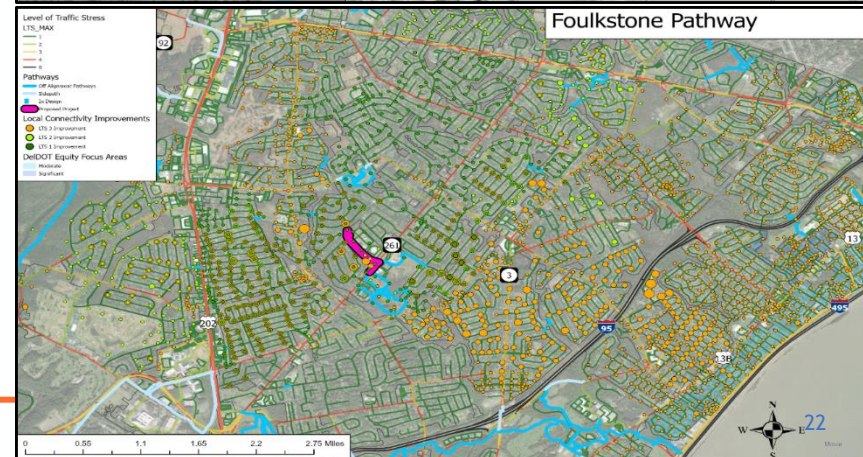 Foulkstone Pathway
Level of Traffic Stress
LTS_MAX
1
2
3
4
Pathways
Off Alignment Pathways
Sidepath
In Design
Proposed Project
Local Connectivity Improvements
LTS 3 Improvement
LTS 2 Improvement
LTS 1 Improvement
DelDOT Equity Focus Areas
Moderate
Significant
92
261
3
13
202
95
495
13B
0 0.55 1.1 1.65 2.2 2.75 Miles
N
W E
S
22